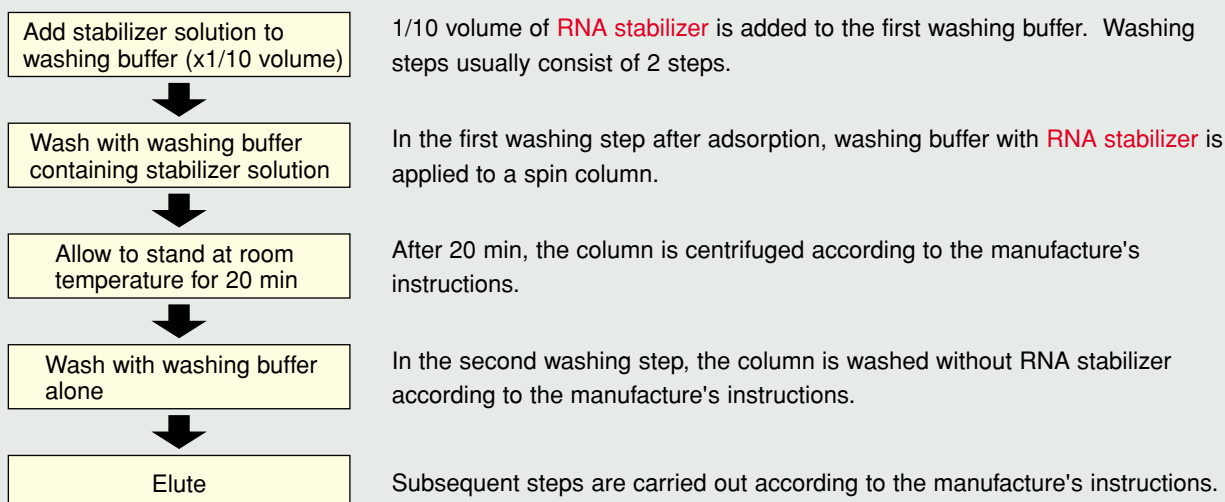 Add stabilizer solution to
washing buffer (x1/10 volume)
1/10 volume of RNA stabilizer is added to the first washing buffer. Washing
steps usually consist of 2 steps.
Wash with washing buffer
containing stabilizer solution
In the first washing step after adsorption, washing buffer with RNA stabilizer is
applied to a spin column.
Allow to stand at room
temperature for 20 min
After 20 min, the column is centrifuged according to the manufacture's
instructions.
Wash with washing buffer
alone
In the second washing step, the column is washed without RNA stabilizer
according to the manufacture's instructions.
Elute
Subsequent steps are carried out according to the manufacture's instructions.